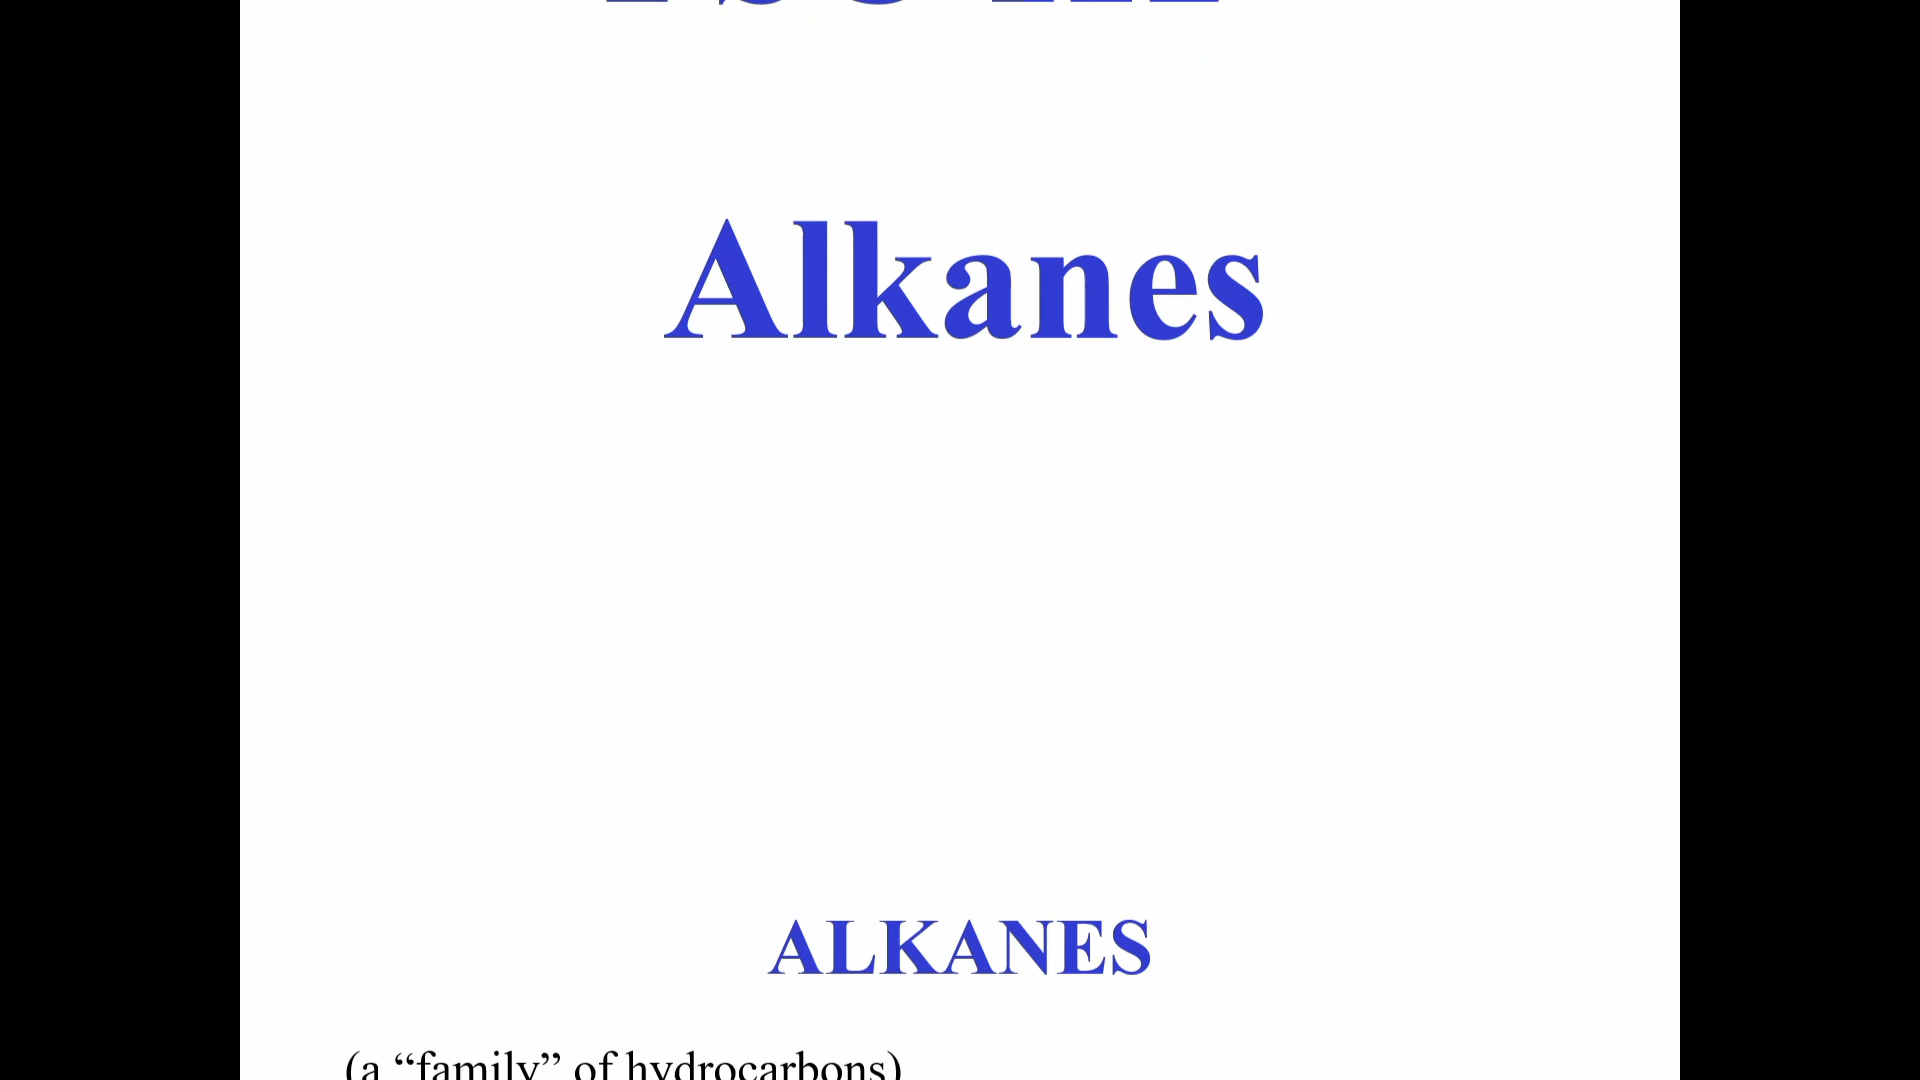 Alkanes
ALKANES
(a “family” of hydrocarbons)